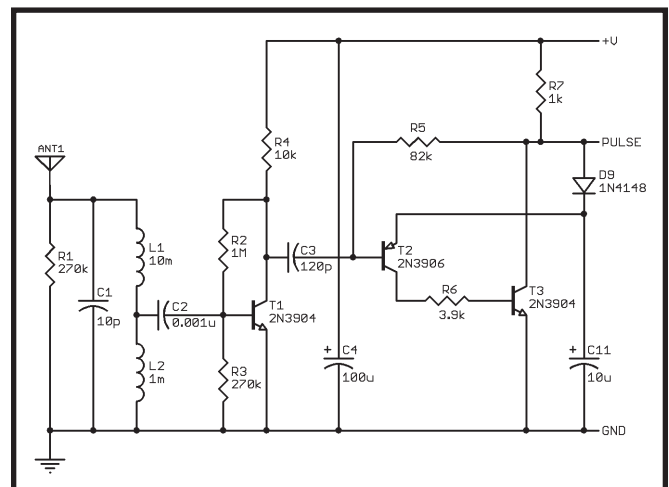 +V
R7
1k
R5
82k
PULSE
R4
10k
ANT1
D9
1N4148
R2
1M
L1
10m
R1
270k
C3
120p
T2
2N3906
C1
10p
C2
0.001u
R6
3.9k
T1
2N3904
T3
2N3904
L2
1m
R3
270k
+ C4
100u
+ C11
10u
GND